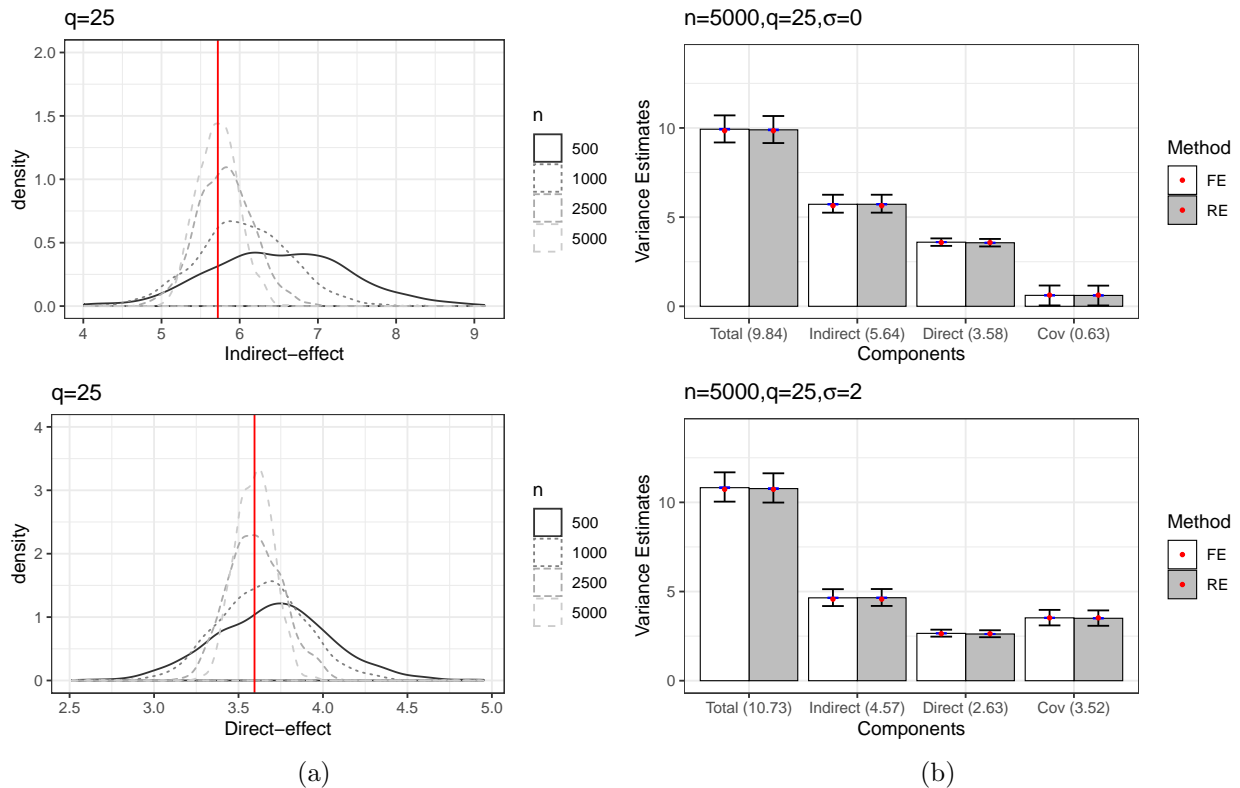 q=25
2.0
1.5
1.0
0.5
0.0
density
4 5 6 7 8 9
Indirect−effect
n
500
1000
2500
5000
n=5000,q=25,σ=0
10
5
0
Variance Estimates
Total (9.84) Indirect (5.64) Direct (3.58) Cov (0.63)
Components
Method
FE
RE
q=25
4
3
2
1
0
density
2.5 3.0 3.5 4.0 4.5 5.0
Direct−effect
n
500
1000
2500
5000
n=5000,q=25,σ=2
10
5
0
Variance Estimates
Total (10.73) Indirect (4.57) Direct (2.63) Cov (3.52)
Components
Method
FE
RE
(a)
(b)